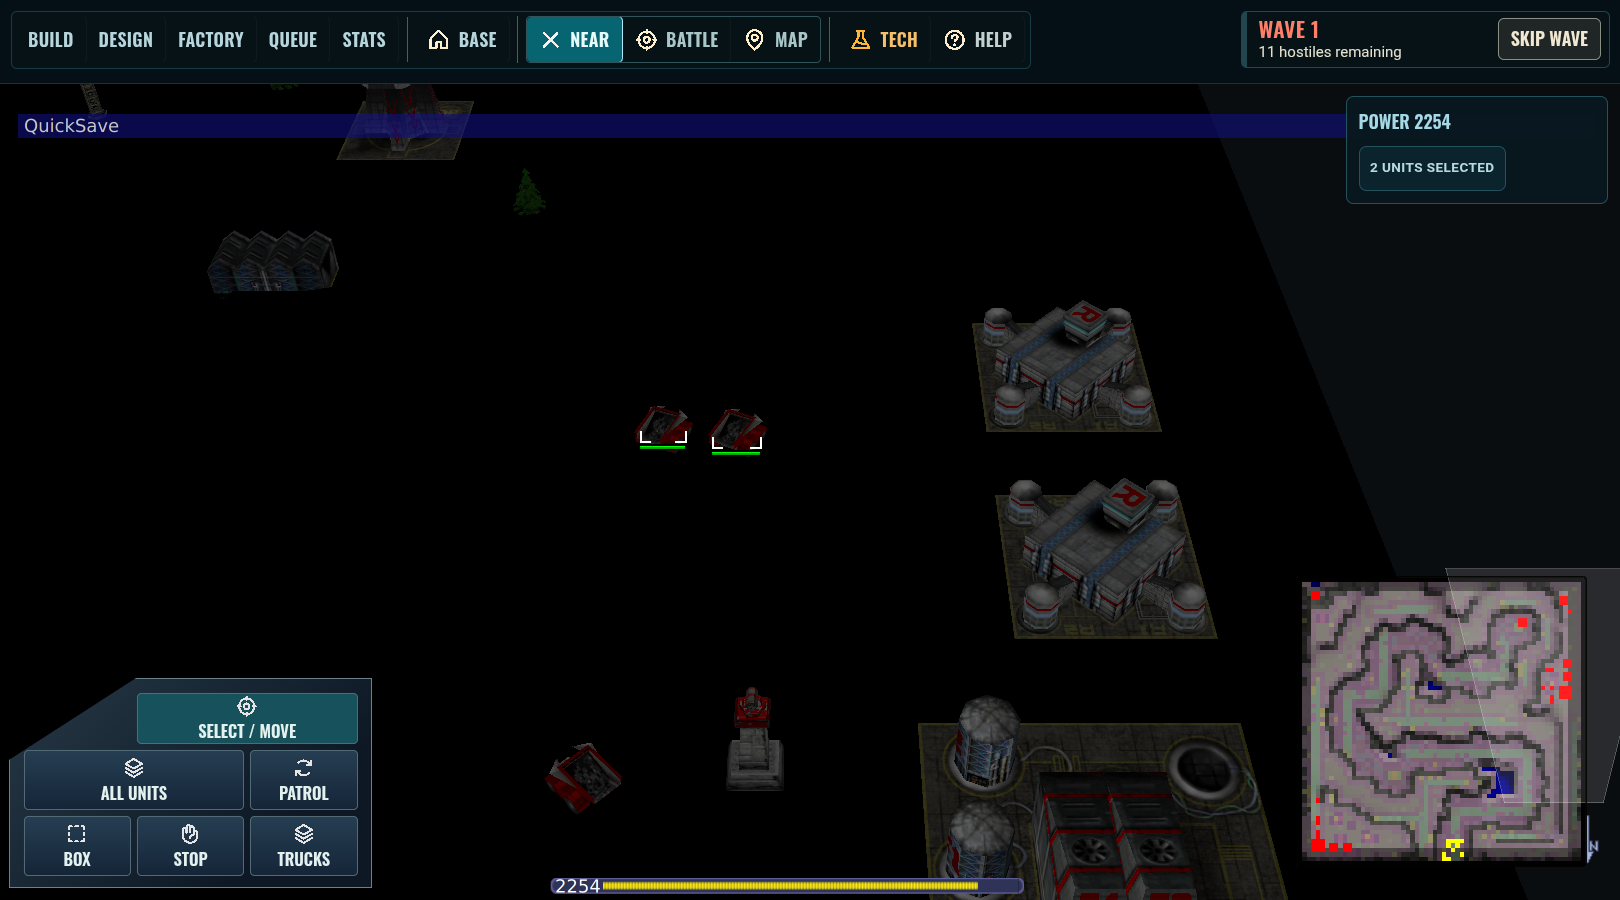 BUILD DESIGN FACTORY QUEUE STATS BASE NEAR BATTLE MAP TECH HELP
WAVE 1
11 hostiles remaining
SKIP WAVE
QuickSave
POWER 2254
2 UNITS SELECTED
R
R
SELECT / MOVE
ALL UNITS PATROL
BOX STOP TRUCKS
2254
N